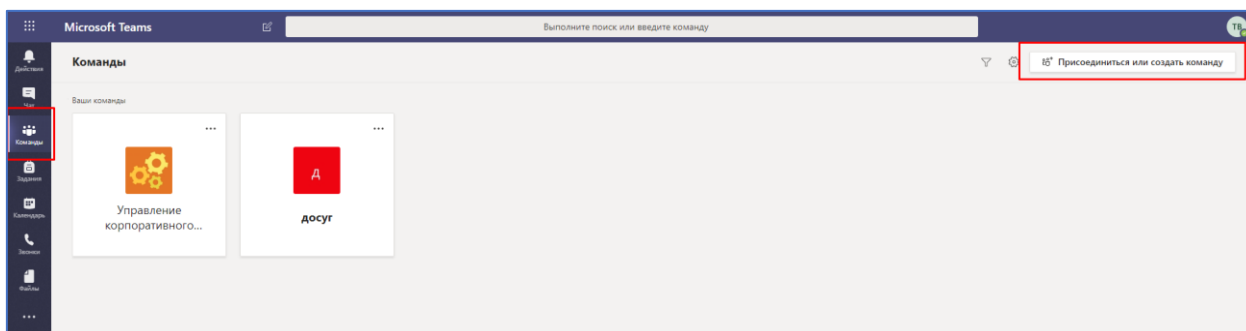 Microsoft Teams
Выполните поиск или введите команду
ТВ
Действия
Команды
Присоединиться или создать команду
Чат
Ваши команды
Команды
Управление
корпоративного...
Д
досуг
Задания
Календарь
Звонки
Файлы